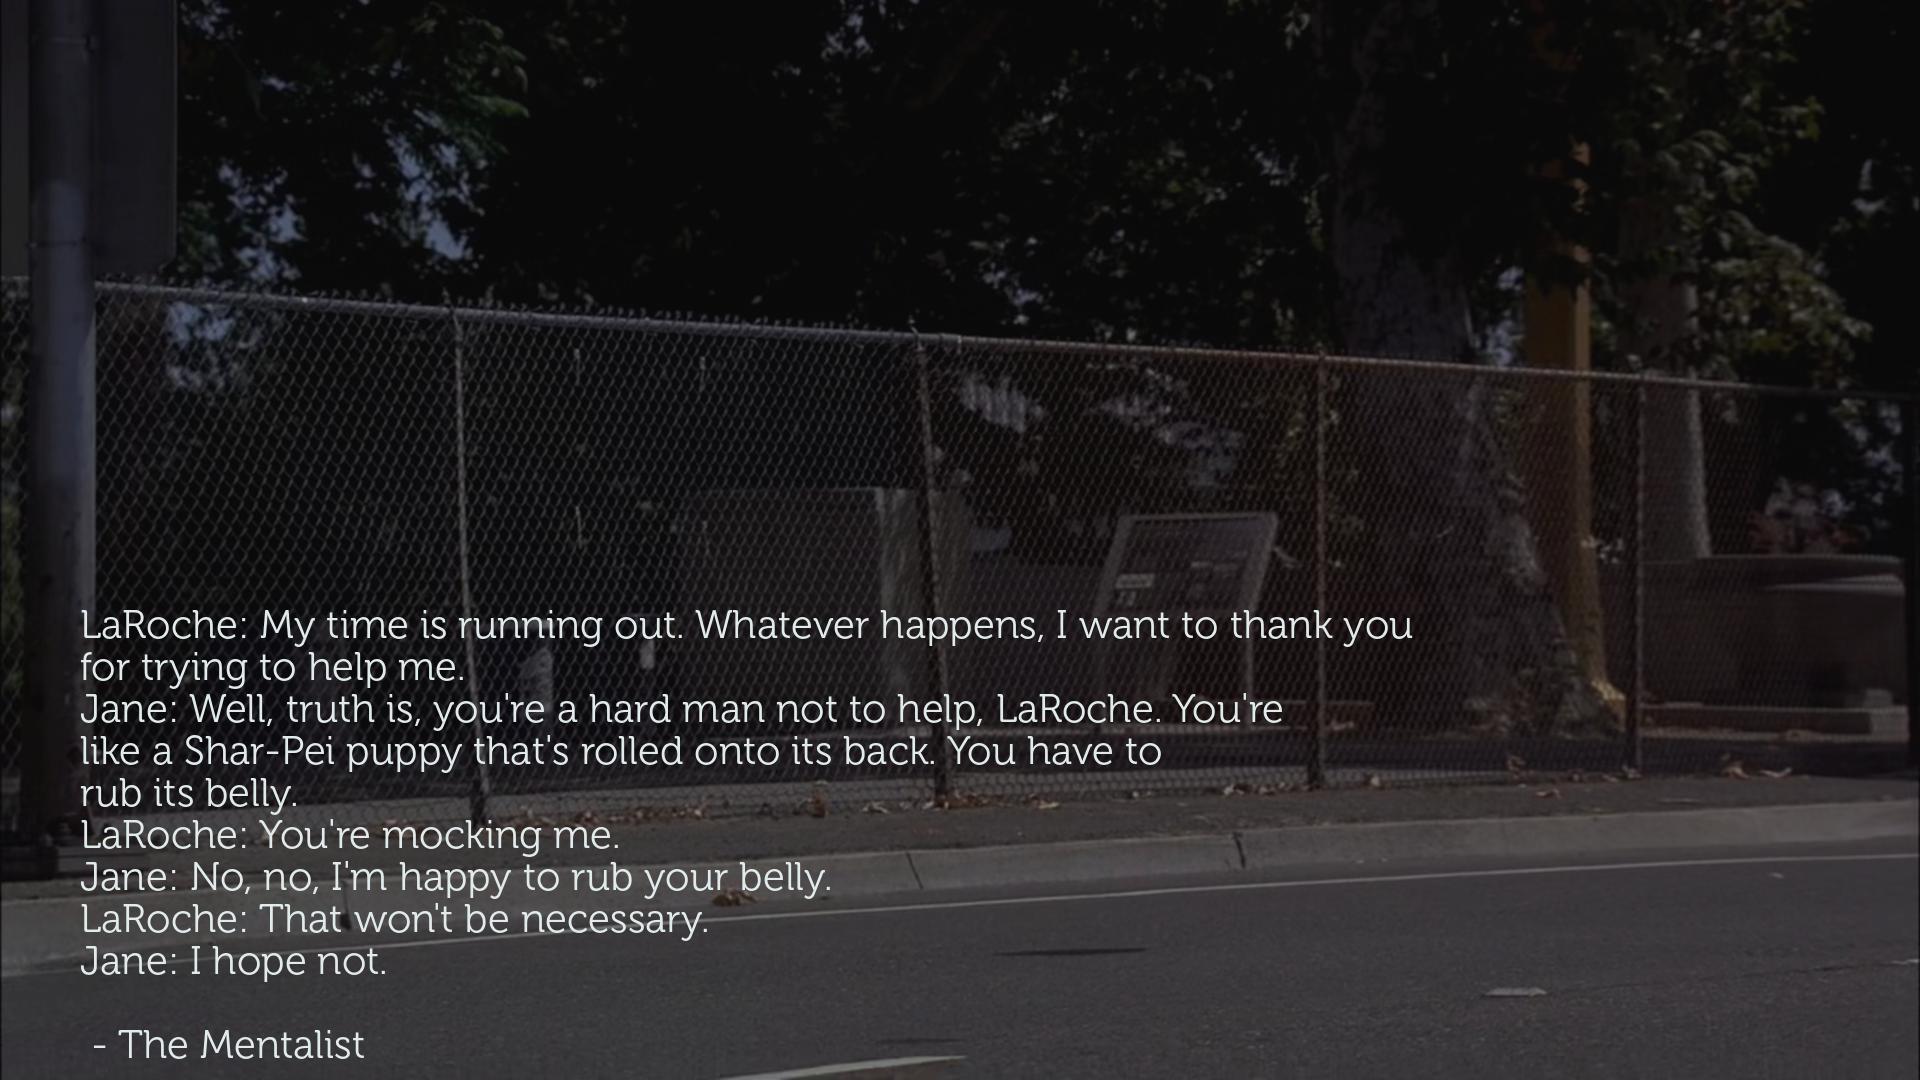 LaRoche: My time is running out. Whatever happens, I want to thank you
for trying to help me.
Jane: Well, truth is, you're a hard man not to help, LaRoche. You're
like a Shar-Pei puppy that's rolled onto its back. You have to
rub its belly.
LaRoche: You're mocking me.
Jane: No, no, I'm happy to rub your belly.
LaRoche: That won't be necessary.
Jane: I hope not.
- The Mentalist